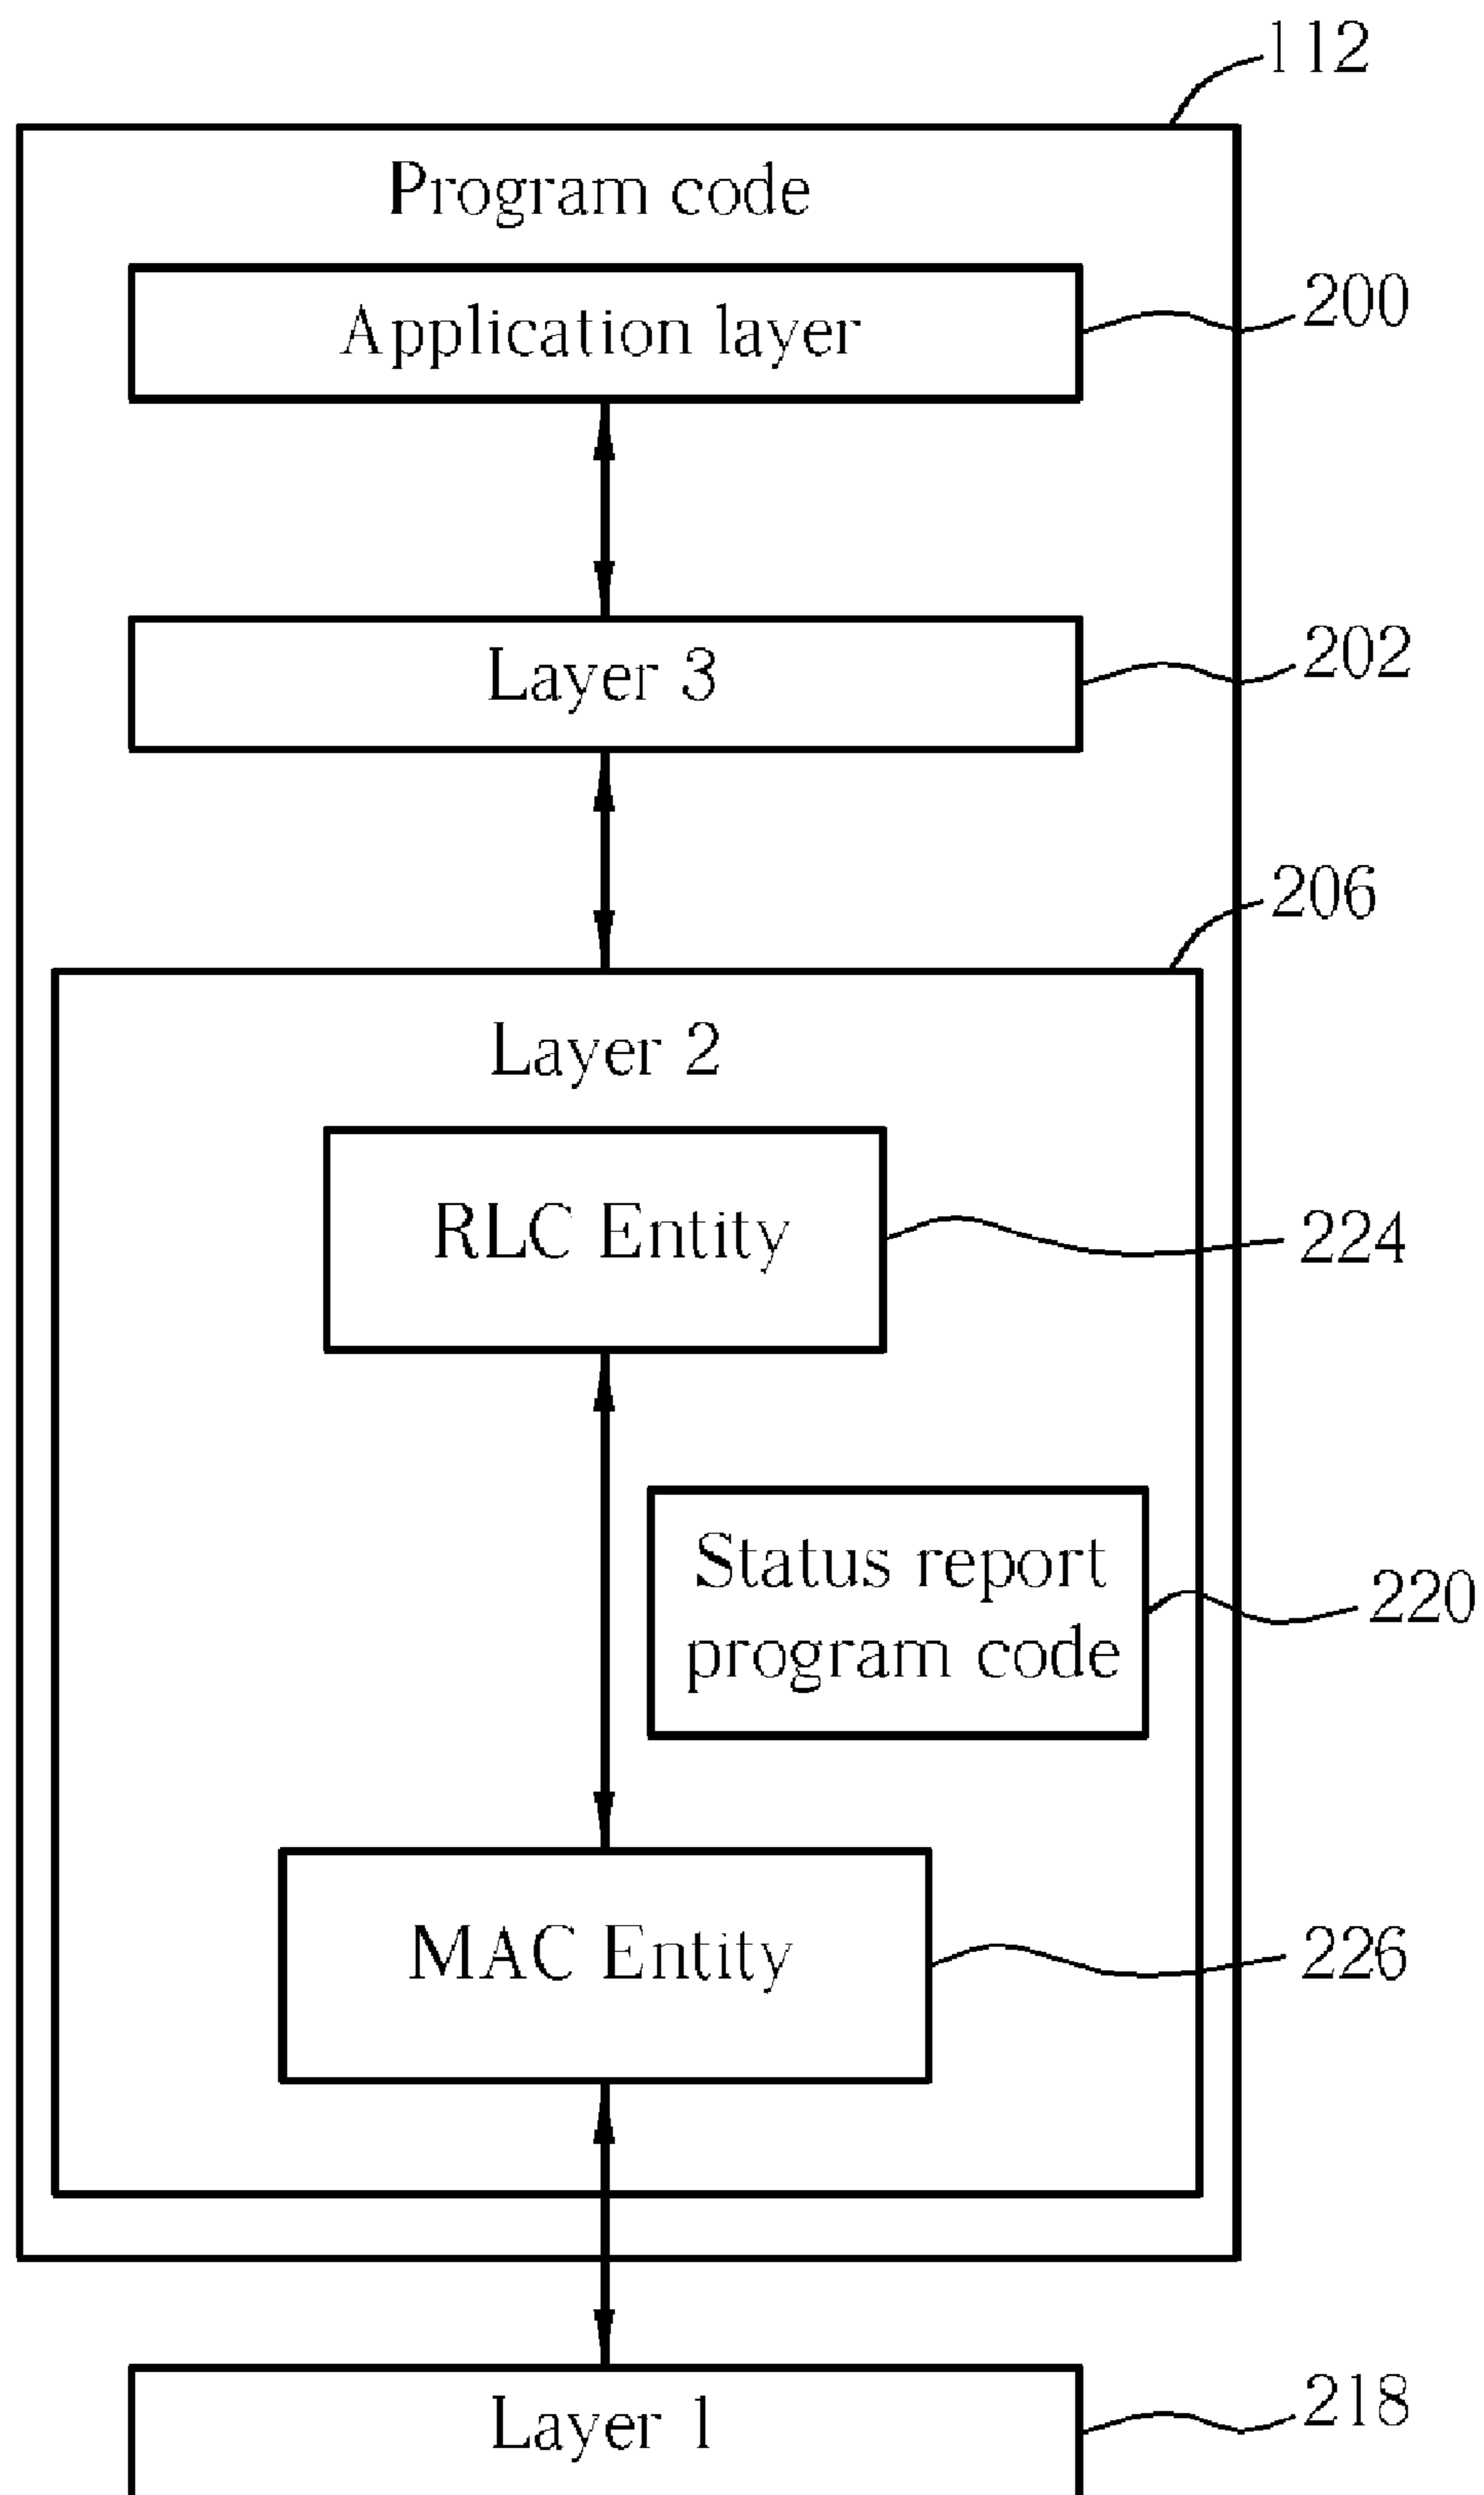 112
Program code
Application layer
200
Layer 3
202
206
Layer 2
RLC Entity
224
Status report
program code
220
MAC Entity
226
Layer 1
218